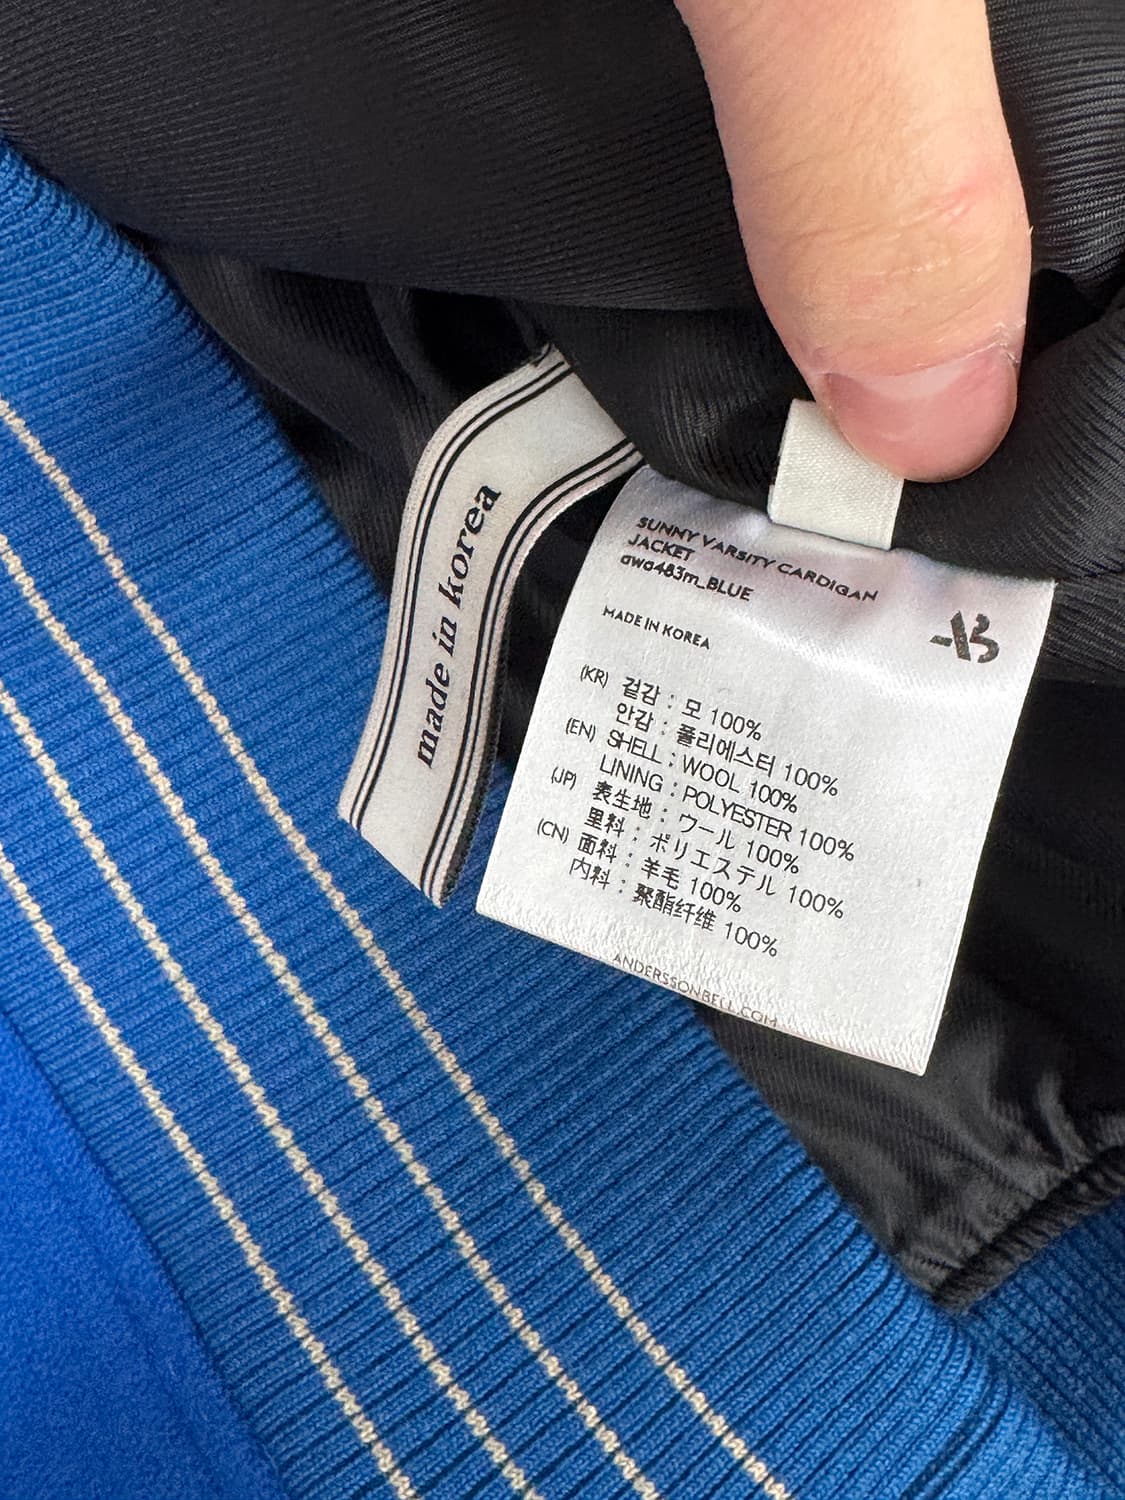 made in korea
SUNNY VARSITY CARDIGAN
JACKET
awa483m_BLUE
AB
MADE IN KOREA
(KR) 겉감 : 모 100%
안감 : 폴리에스터 100%
(EN) SHELL : WOOL 100%
LINING : POLYESTER 100%
(JP) 表生地 : ウール 100%
里料 : ポリエステル 100%
(CN) 面料 : 羊毛 100%
内料 : 聚酯纤维 100%
ANDERSSONBELL.COM